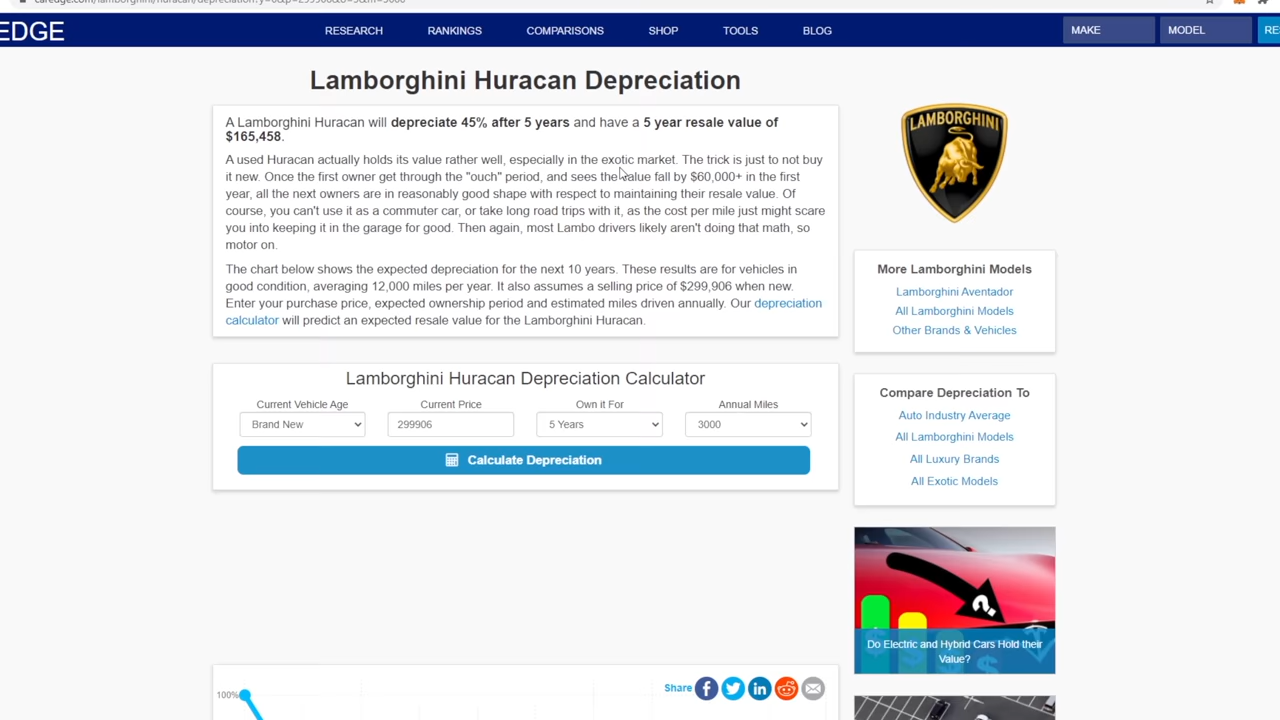 caredge.com/lamborghini/huracan/depreciation?y=0&p=299906&o=5&m=3000
EDGE
RESEARCH
RANKINGS
COMPARISONS
SHOP
TOOLS
BLOG
MAKE
MODEL
RE
Lamborghini Huracan Depreciation
A Lamborghini Huracan will depreciate 45% after 5 years and have a 5 year resale value of
$165,458.
A used Huracan actually holds its value rather well, especially in the exotic market. The trick is just to not buy
it new. Once the first owner get through the "ouch" period, and sees the value fall by $60,000+ in the first
year, all the next owners are in reasonably good shape with respect to maintaining their resale value. Of
course, you can't use it as a commuter car, or take long road trips with it, as the cost per mile just might scare
you into keeping it in the garage for good. Then again, most Lambo drivers likely aren't doing that math, so
motor on.
The chart below shows the expected depreciation for the next 10 years. These results are for vehicles in
good condition, averaging 12,000 miles per year. It also assumes a selling price of $299,906 when new.
Enter your purchase price, expected ownership period and estimated miles driven annually. Our depreciation
calculator will predict an expected resale value for the Lamborghini Huracan.
Lamborghini Huracan Depreciation Calculator
Current Vehicle Age
Current Price
Own it For
Annual Miles
Brand New
299906
5 Years
3000
Calculate Depreciation
Share
100%
LAMBORGHINI
More Lamborghini Models
Lamborghini Aventador
All Lamborghini Models
Other Brands & Vehicles
Compare Depreciation To
Auto Industry Average
All Lamborghini Models
All Luxury Brands
All Exotic Models
?
Do Electric and Hybrid Cars Hold their
Value?